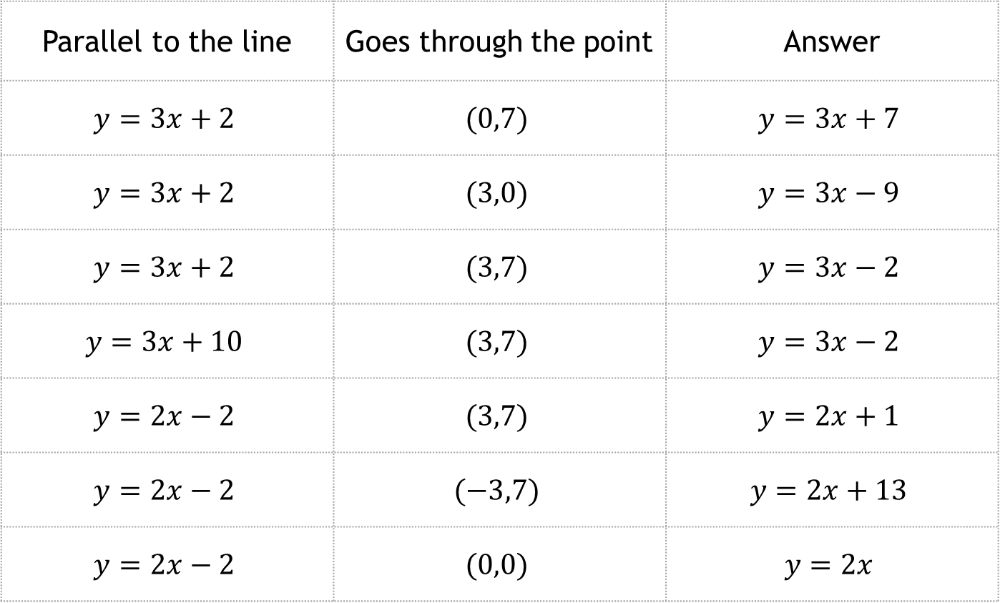 Parallel to the line Goes through the point Answer
y = 3x + 2 (0,7) y = 3x + 7
y = 3x + 2 (3,0) y = 3x − 9
y = 3x + 2 (3,7) y = 3x − 2
y = 3x + 10 (3,7) y = 3x − 2
y = 2x − 2 (3,7) y = 2x + 1
y = 2x − 2 (−3,7) y = 2x + 13
y = 2x − 2 (0,0) y = 2x